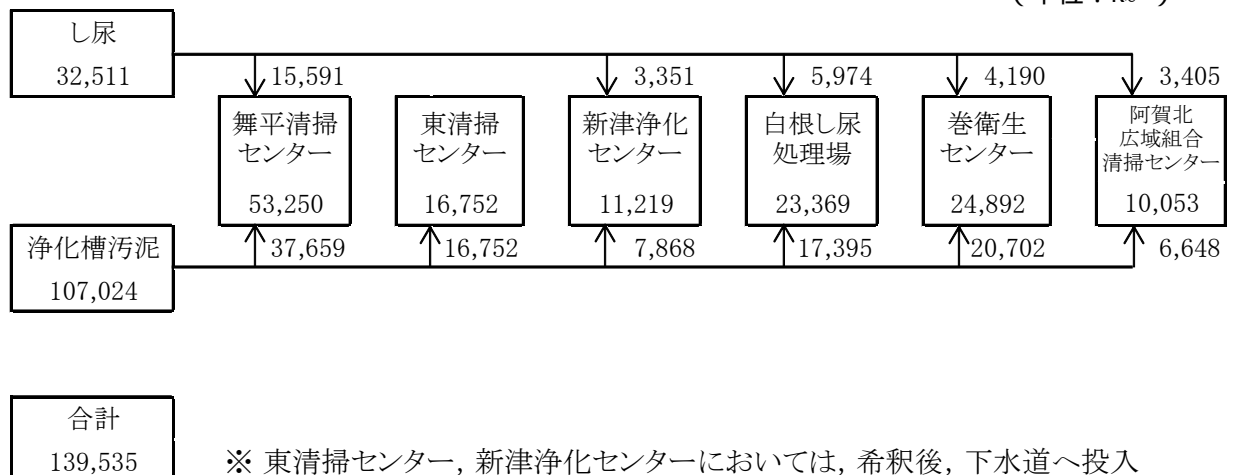 し尿
32,511
15,591
3,351
5,974
4,190
3,405
舞平清掃
センター
53,250
東清掃
センター
16,752
新津浄化
センター
11,219
白根し尿
処理場
23,369
巻衛生
センター
24,892
阿賀北
広域組合
清掃センター
10,053
浄化槽汚泥
107,024
37,659
16,752
7,868
17,395
20,702
6,648
合計
139,535
※ 東清掃センター, 新津浄化センターにおいては, 希釈後, 下水道へ投入